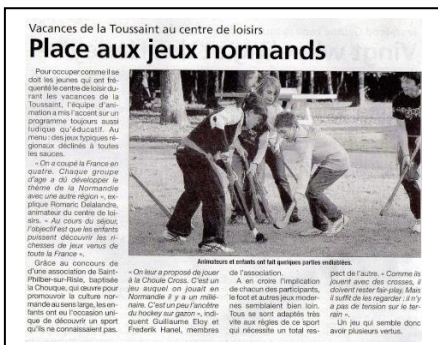 Vacances de la Toussaint au centre de loisirs
Place aux jeux normands
Pour occuper comme il se
doit les jeunes qui ont fré-
quenté le centre de loisir du-
rant les vacances de la
Toussaint, l'équipe d'ani-
mation a mis l'accent sur un
programme toujours aussi
ludique qu'éducatif. Au
menu : des jeux typiques ré-
gionaux déclinés à toutes
les sauces.
« On a coupé la France en
quatre. Chaque groupe
d'age a dû développer le
thème de la Normandie
avec une autre région », ex-
plique Romaric Delalandre,
animateur du centre de loi-
sirs. « Au cours du séjour,
l'objectif est que les enfants
puissent découvrir les ri-
chesses de jeux venus de
toute la France ».
Grâce au concours de
d'une association de Saint-
Philber-sur-Risle, baptisée
la Chouque, qui œuvre pour
promouvoir la culture nor-
mande au sens large, les en-
fants ont eu l'occasion uni-
que de découvrir un sport
qu'ils ne connaissaient pas.
Animateurs et enfants ont fait quelques parties endiablées.
« On leur a proposé de jouer
à la Choule Cross. C'est un
jeu auquel on jouait en
Normandie il y a un millé-
naire. C'est un peu l'ancêtre
du hockey sur gazon », indi-
quent Guillaume Eloy et
Frederik Hanel, membres
de l'association.
A en croire l'implication
de chacun des participants,
le foot et autres jeux moder-
nes semblaient bien loin.
Tous se sont adaptés très
vite aux règles de ce sport
qui nécessite un total res-
pect de l'autre. « Comme ils
jouent avec des crosses, il
doivent rester fair-play. Mais
il suffit de les regarder : il n'y
a pas de tension sur le ter-
rain ».
Un jeu qui semble donc
avoir plusieurs vertus.